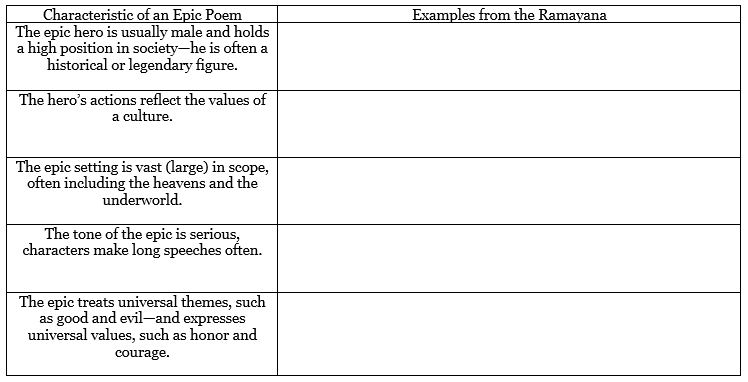 Characteristic of an Epic Poem
Examples from the Ramayana
The epic hero is usually male and holds
a high position in society—he is often a
historical or legendary figure.
The hero’s actions reflect the values of
a culture.
The epic setting is vast (large) in scope,
often including the heavens and the
underworld.
The tone of the epic is serious,
characters make long speeches often.
The epic treats universal themes, such
as good and evil—and expresses
universal values, such as honor and
courage.